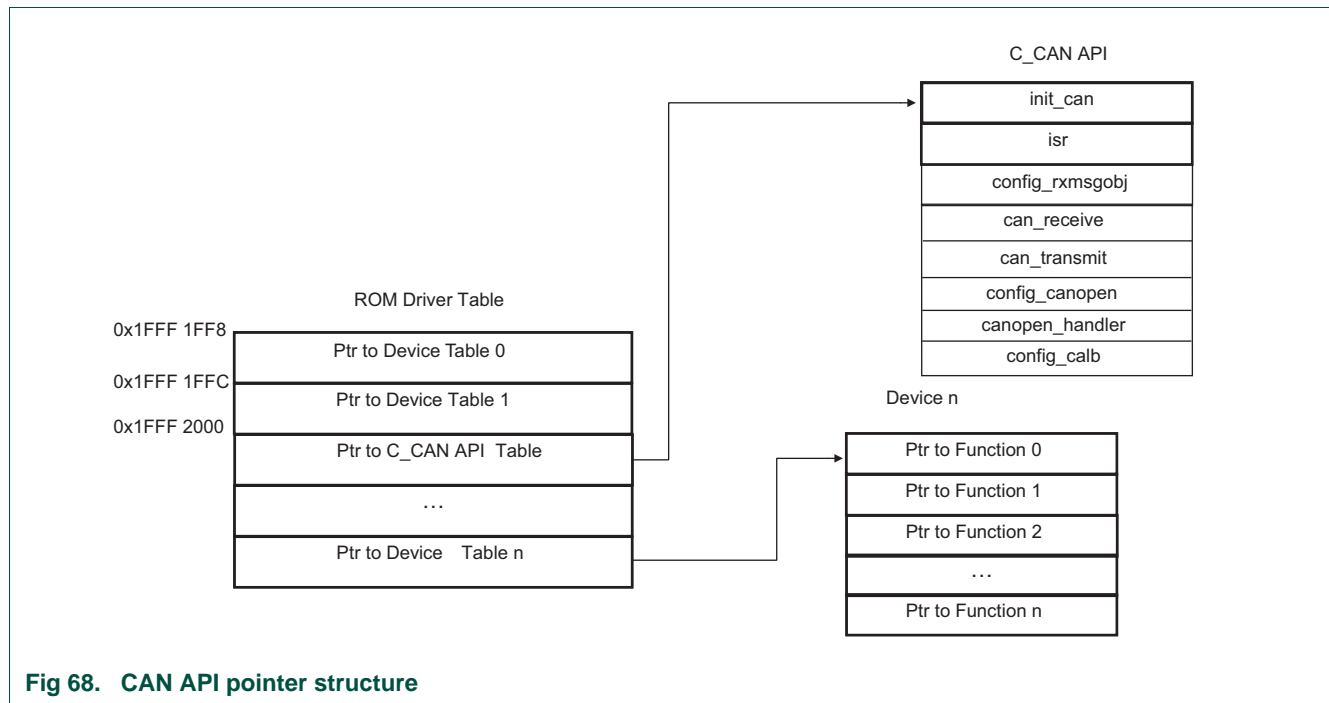 C_CAN API
init_can
isr
config_rxmsgobj
can_receive
can_transmit
config_canopen
canopen_handler
config_calb
ROM Driver Table
0x1FFF 1FF8
Ptr to Device Table 0
0x1FFF 1FFC
Ptr to Device Table 1
0x1FFF 2000
Ptr to C_CAN API Table
...
Ptr to Device Table n
Device n
Ptr to Function 0
Ptr to Function 1
Ptr to Function 2
...
Ptr to Function n
Fig 68. CAN API pointer structure